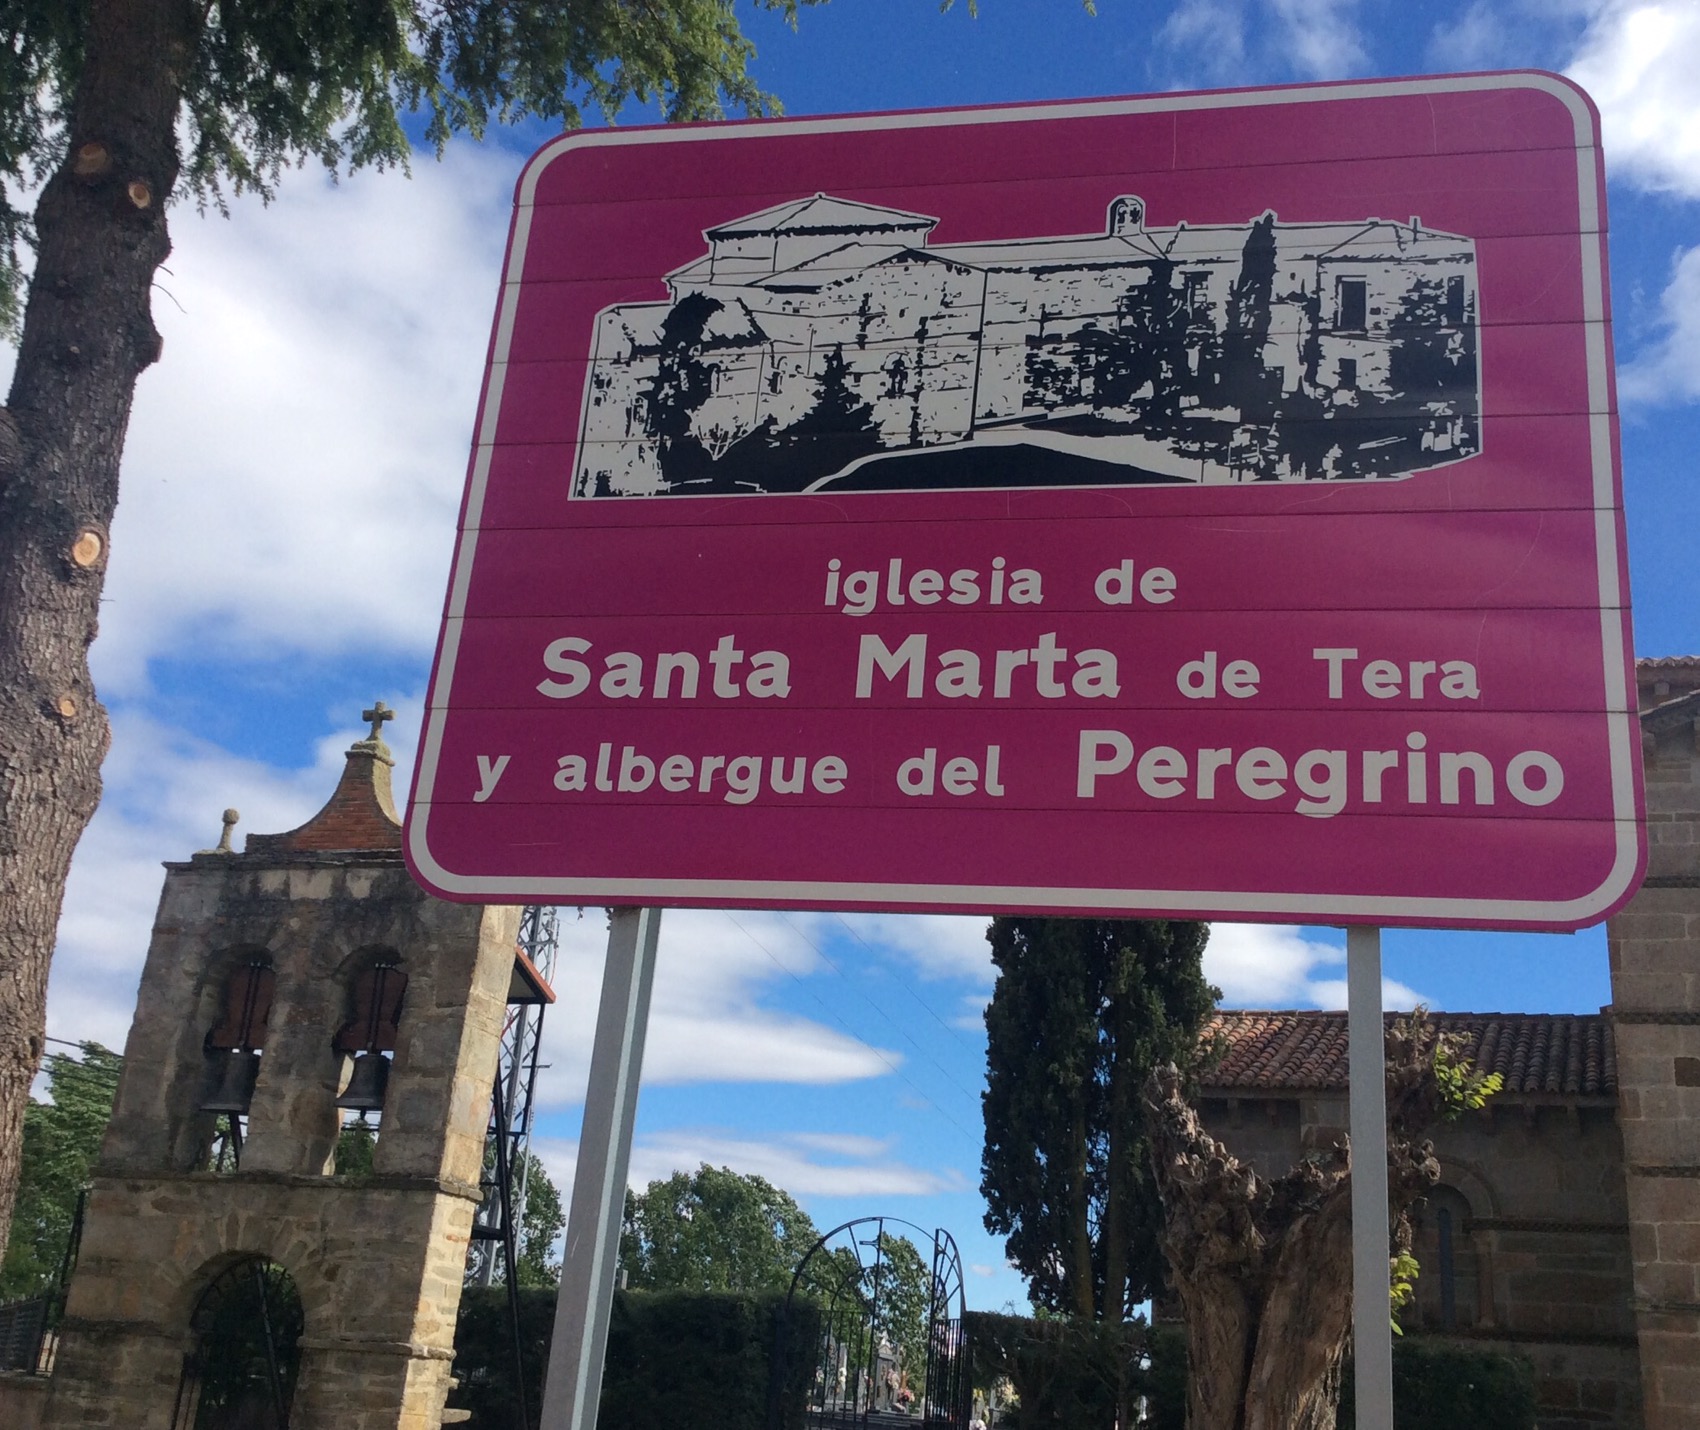 iglesia de
Santa Marta de Tera
y albergue del Peregrino